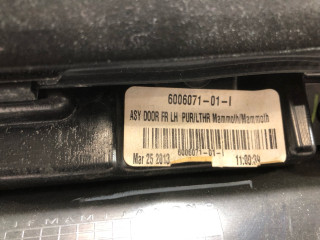 6006071-01-I
ASY DOOR FR LH PUR/LTHR Mammoth/Mammoth
6006071-01-I
Mar 25 2013 11:00:34